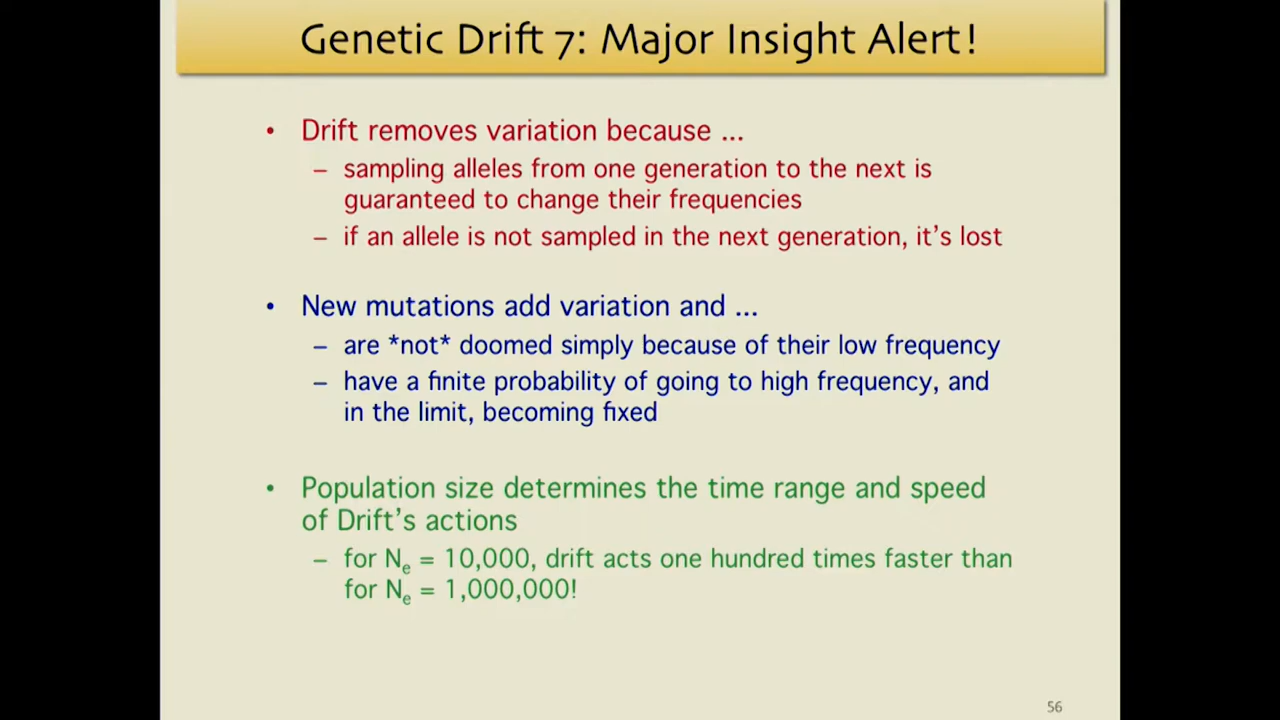 Genetic Drift 7: Major Insight Alert!
• Drift removes variation because ...
– sampling alleles from one generation to the next is
guaranteed to change their frequencies
– if an allele is not sampled in the next generation, it's lost
• New mutations add variation and ...
– are *not* doomed simply because of their low frequency
– have a finite probability of going to high frequency, and
in the limit, becoming fixed
• Population size determines the time range and speed
of Drift's actions
– for Ne = 10,000, drift acts one hundred times faster than
for Ne = 1,000,000!
56